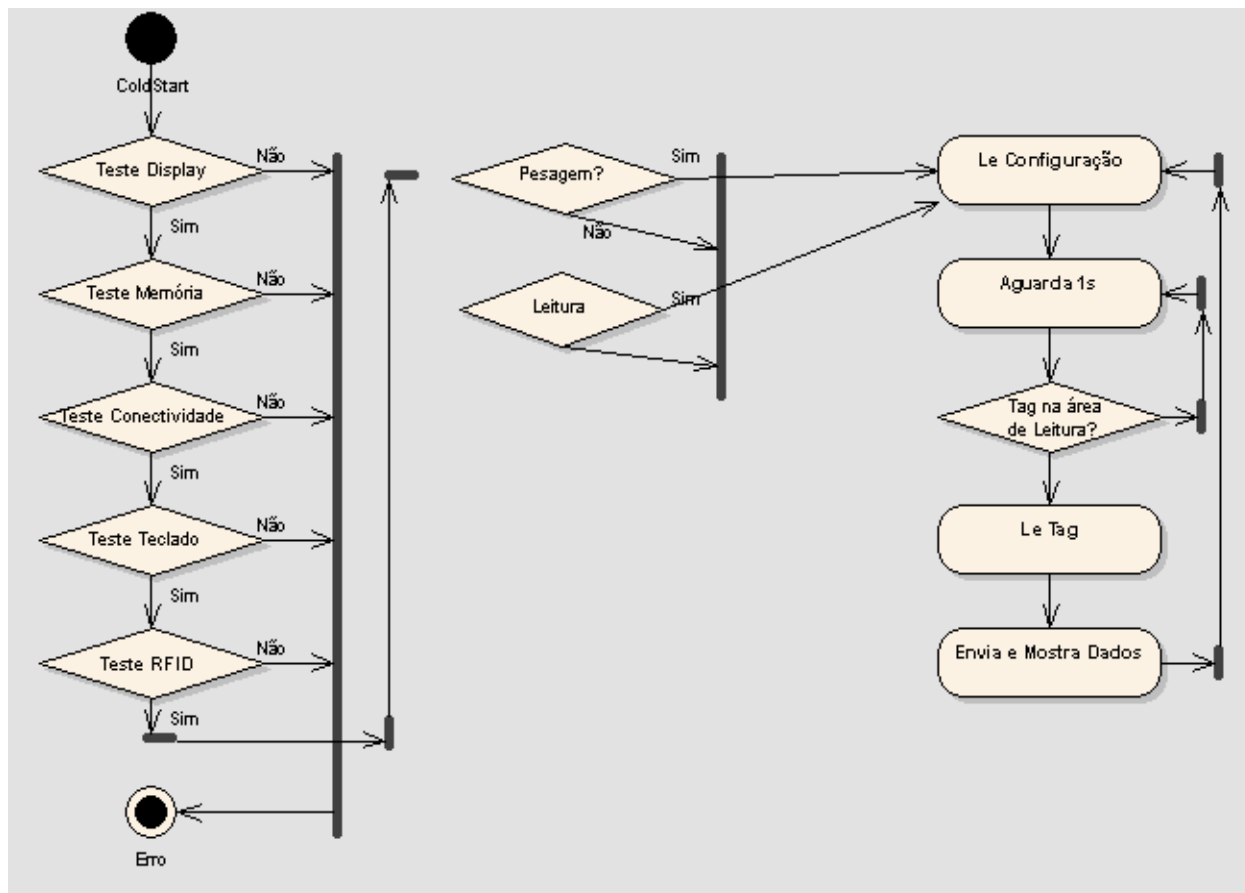 ColdStart
Teste Display
Não
Sim
Teste Memória
Não
Sim
Teste Conectividade
Não
Sim
Teste Teclado
Não
Sim
Teste RFID
Não
Sim
Erro
Pesagem?
Sim
Não
Leitura
Sim
Le Configuração
Aguarda 1s
Tag na área
de Leitura?
Le Tag
Envia e Mostra Dados